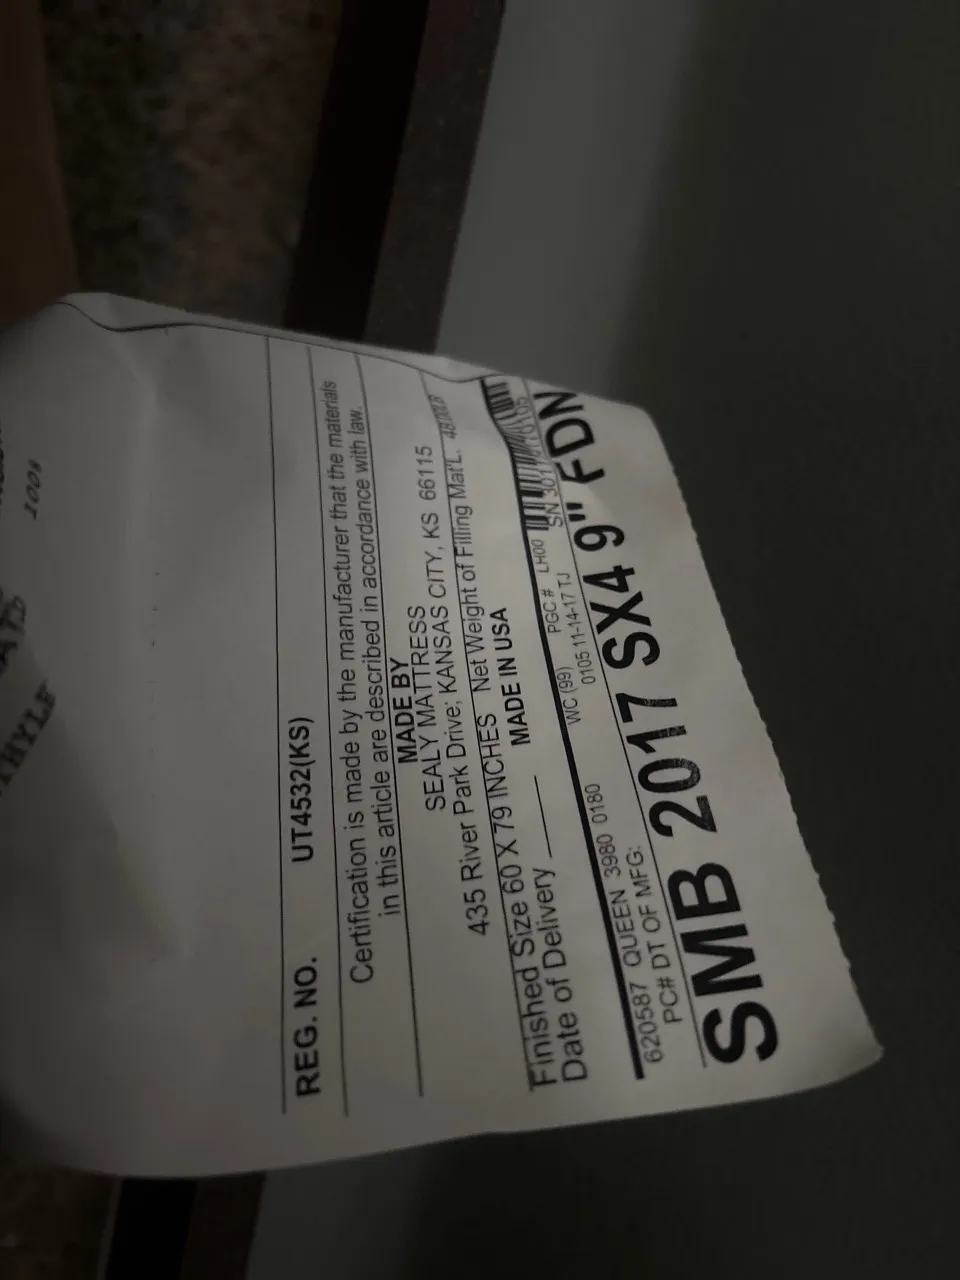 100%
REG. NO. UT4532(KS)
Certification is made by the manufacturer that the materials
in this article are described in accordance with law.
MADE BY
SEALY MATTRESS
435 River Park Drive; KANSAS CITY, KS 66115
Finished Size 60 X 79 INCHES Net Weight of Filling Mat'L. 48.00LB
Date of Delivery MADE IN USA
WC (99) PGC # LH00
620587 QUEEN 3980 0180 0105 11-14-17 TJ
PC# DT OF MFG:
SMB 2017 SX4 9" FDN